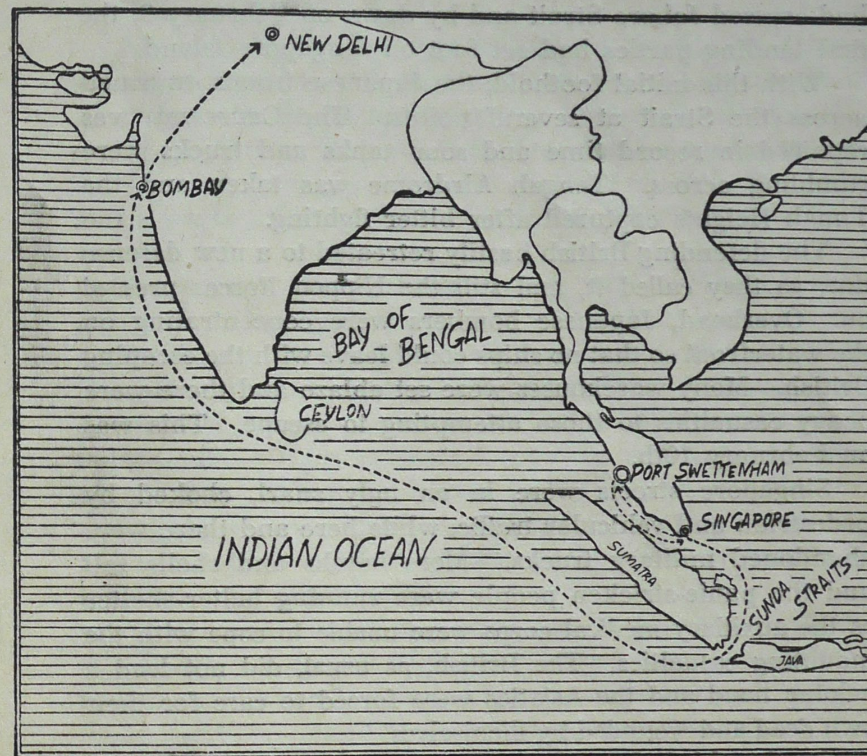 NEW DELHI
BOMBAY
BAY OF
BENGAL
CEYLON
PORT SWETTENHAM
SINGAPORE
INDIAN OCEAN
SUMATRA
SUNDA
STRAITS
JAVA